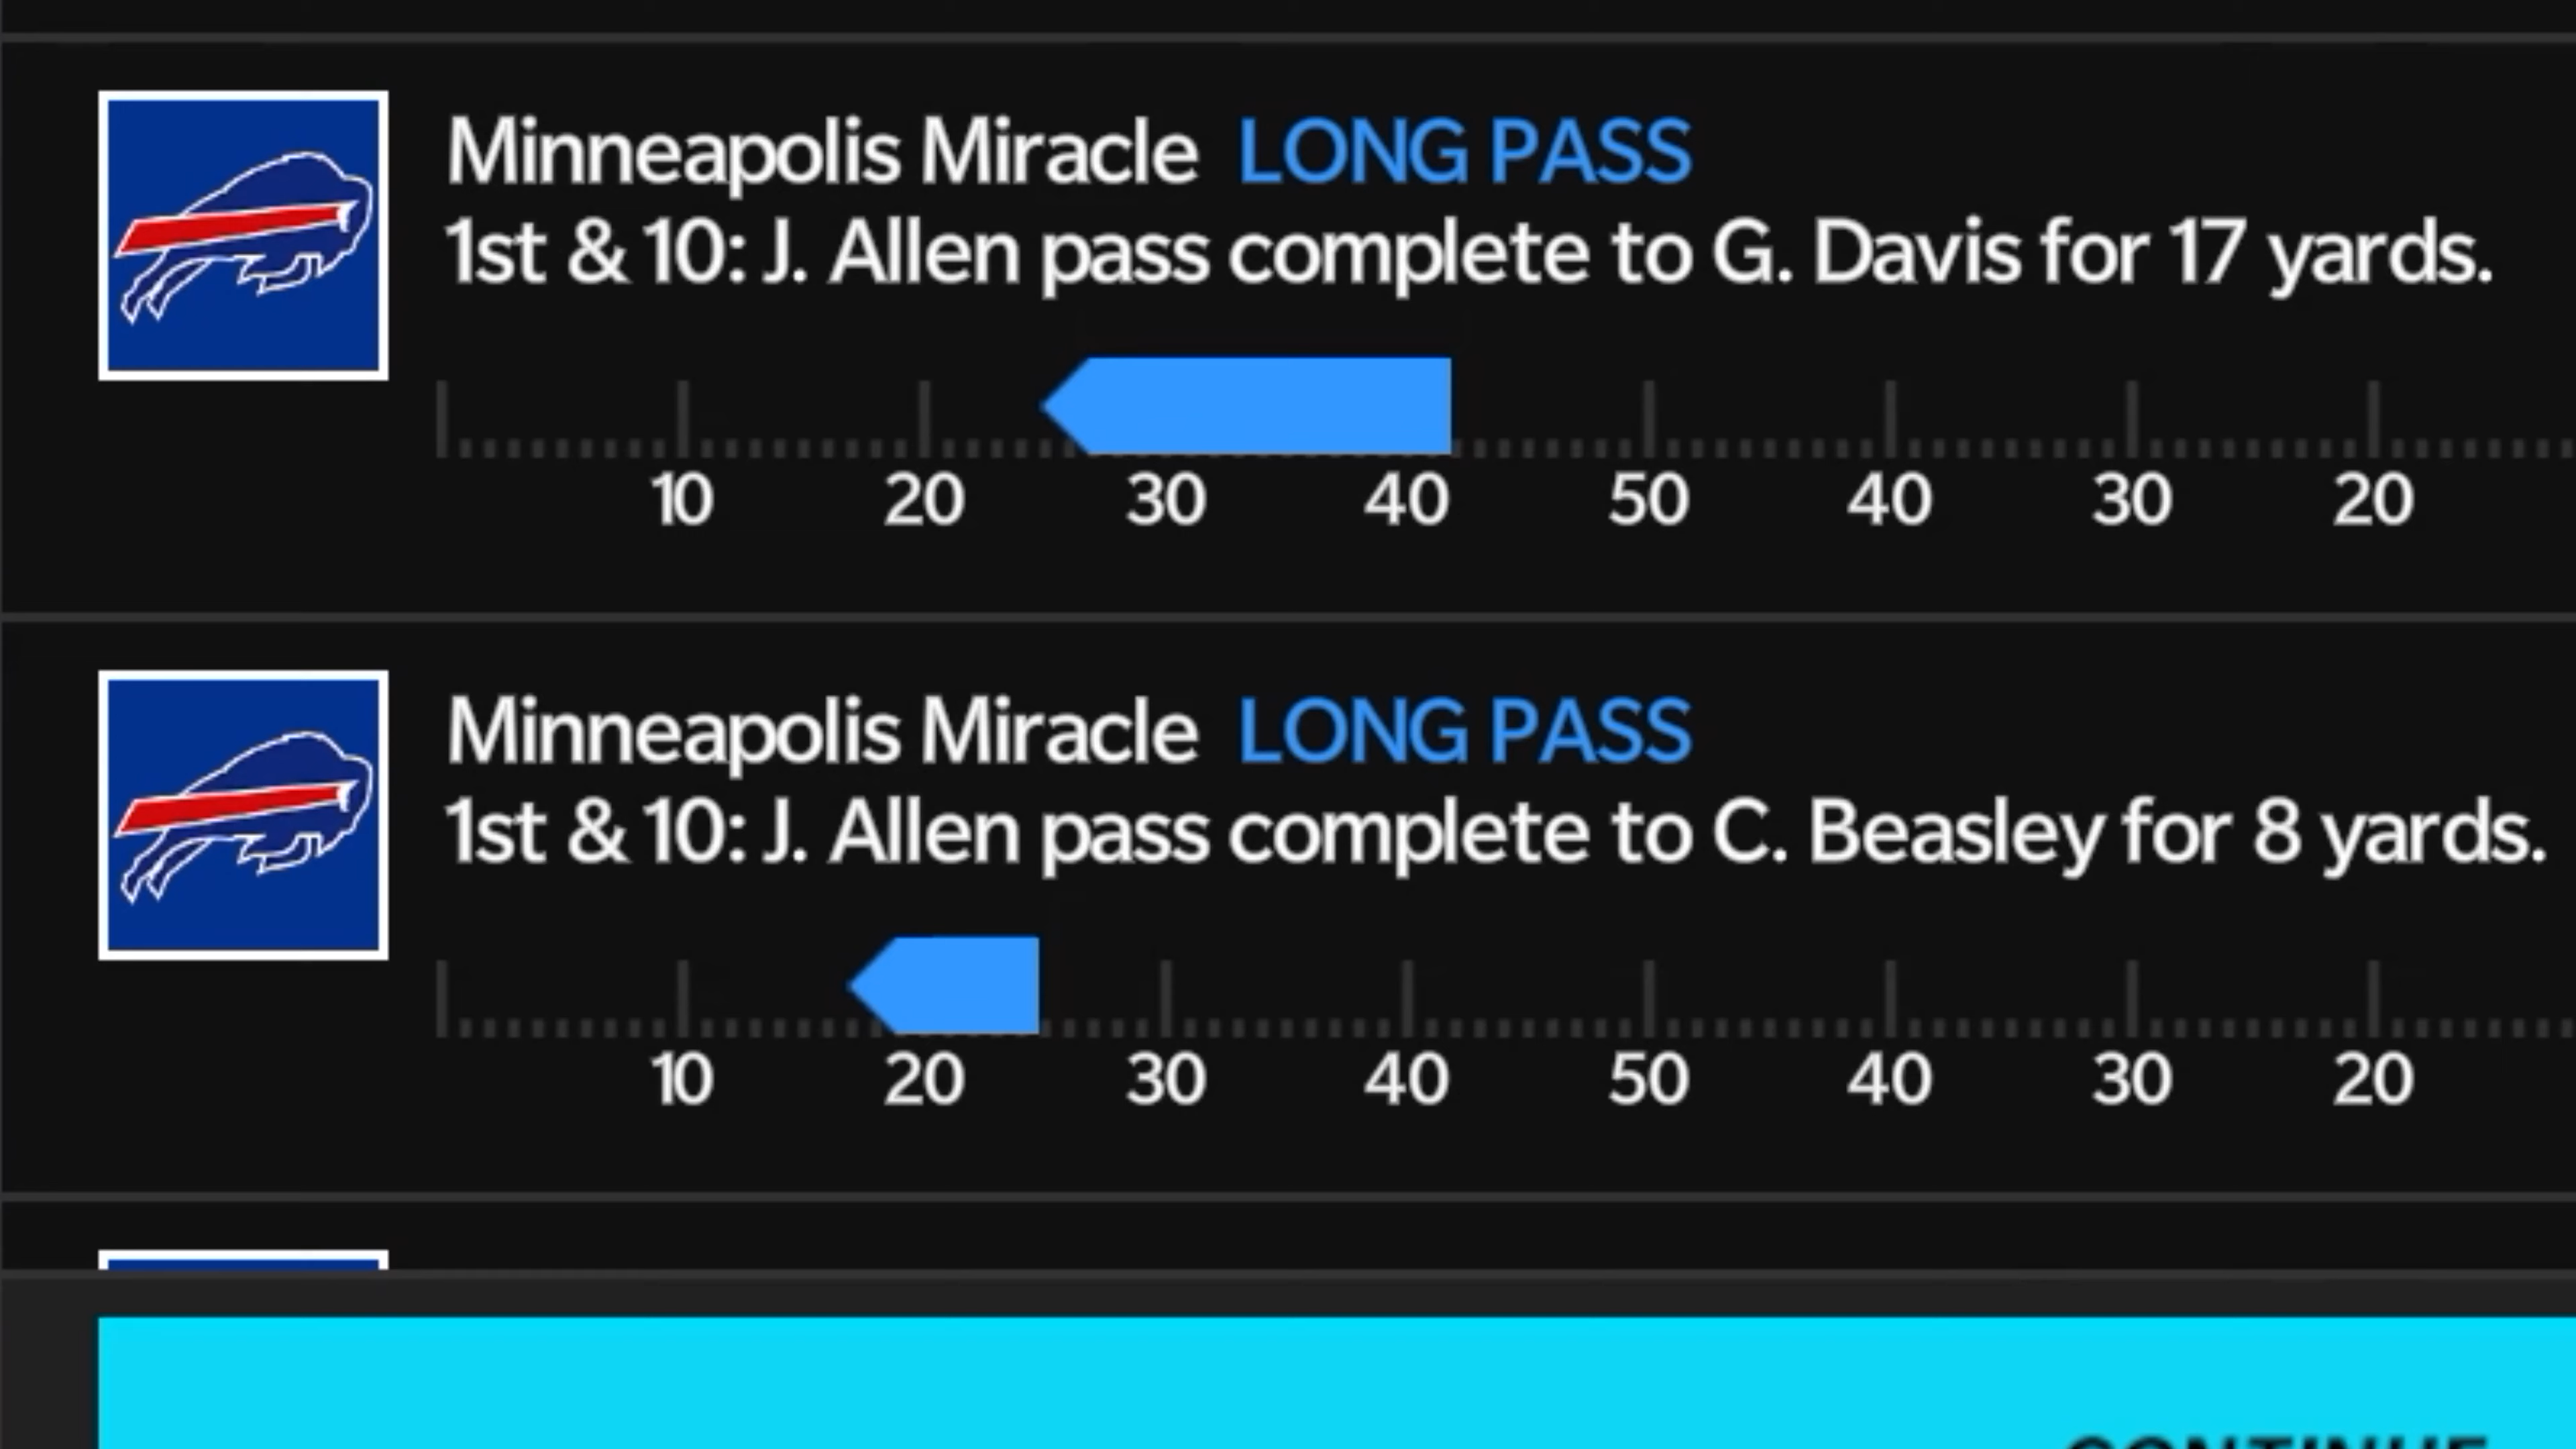 Minneapolis Miracle LONG PASS
1st & 10: J. Allen pass complete to G. Davis for 17 yards.
10 20 30 40 50 40 30 20
Minneapolis Miracle LONG PASS
1st & 10: J. Allen pass complete to C. Beasley for 8 yards.
10 20 30 40 50 40 30 20
CONTINUE